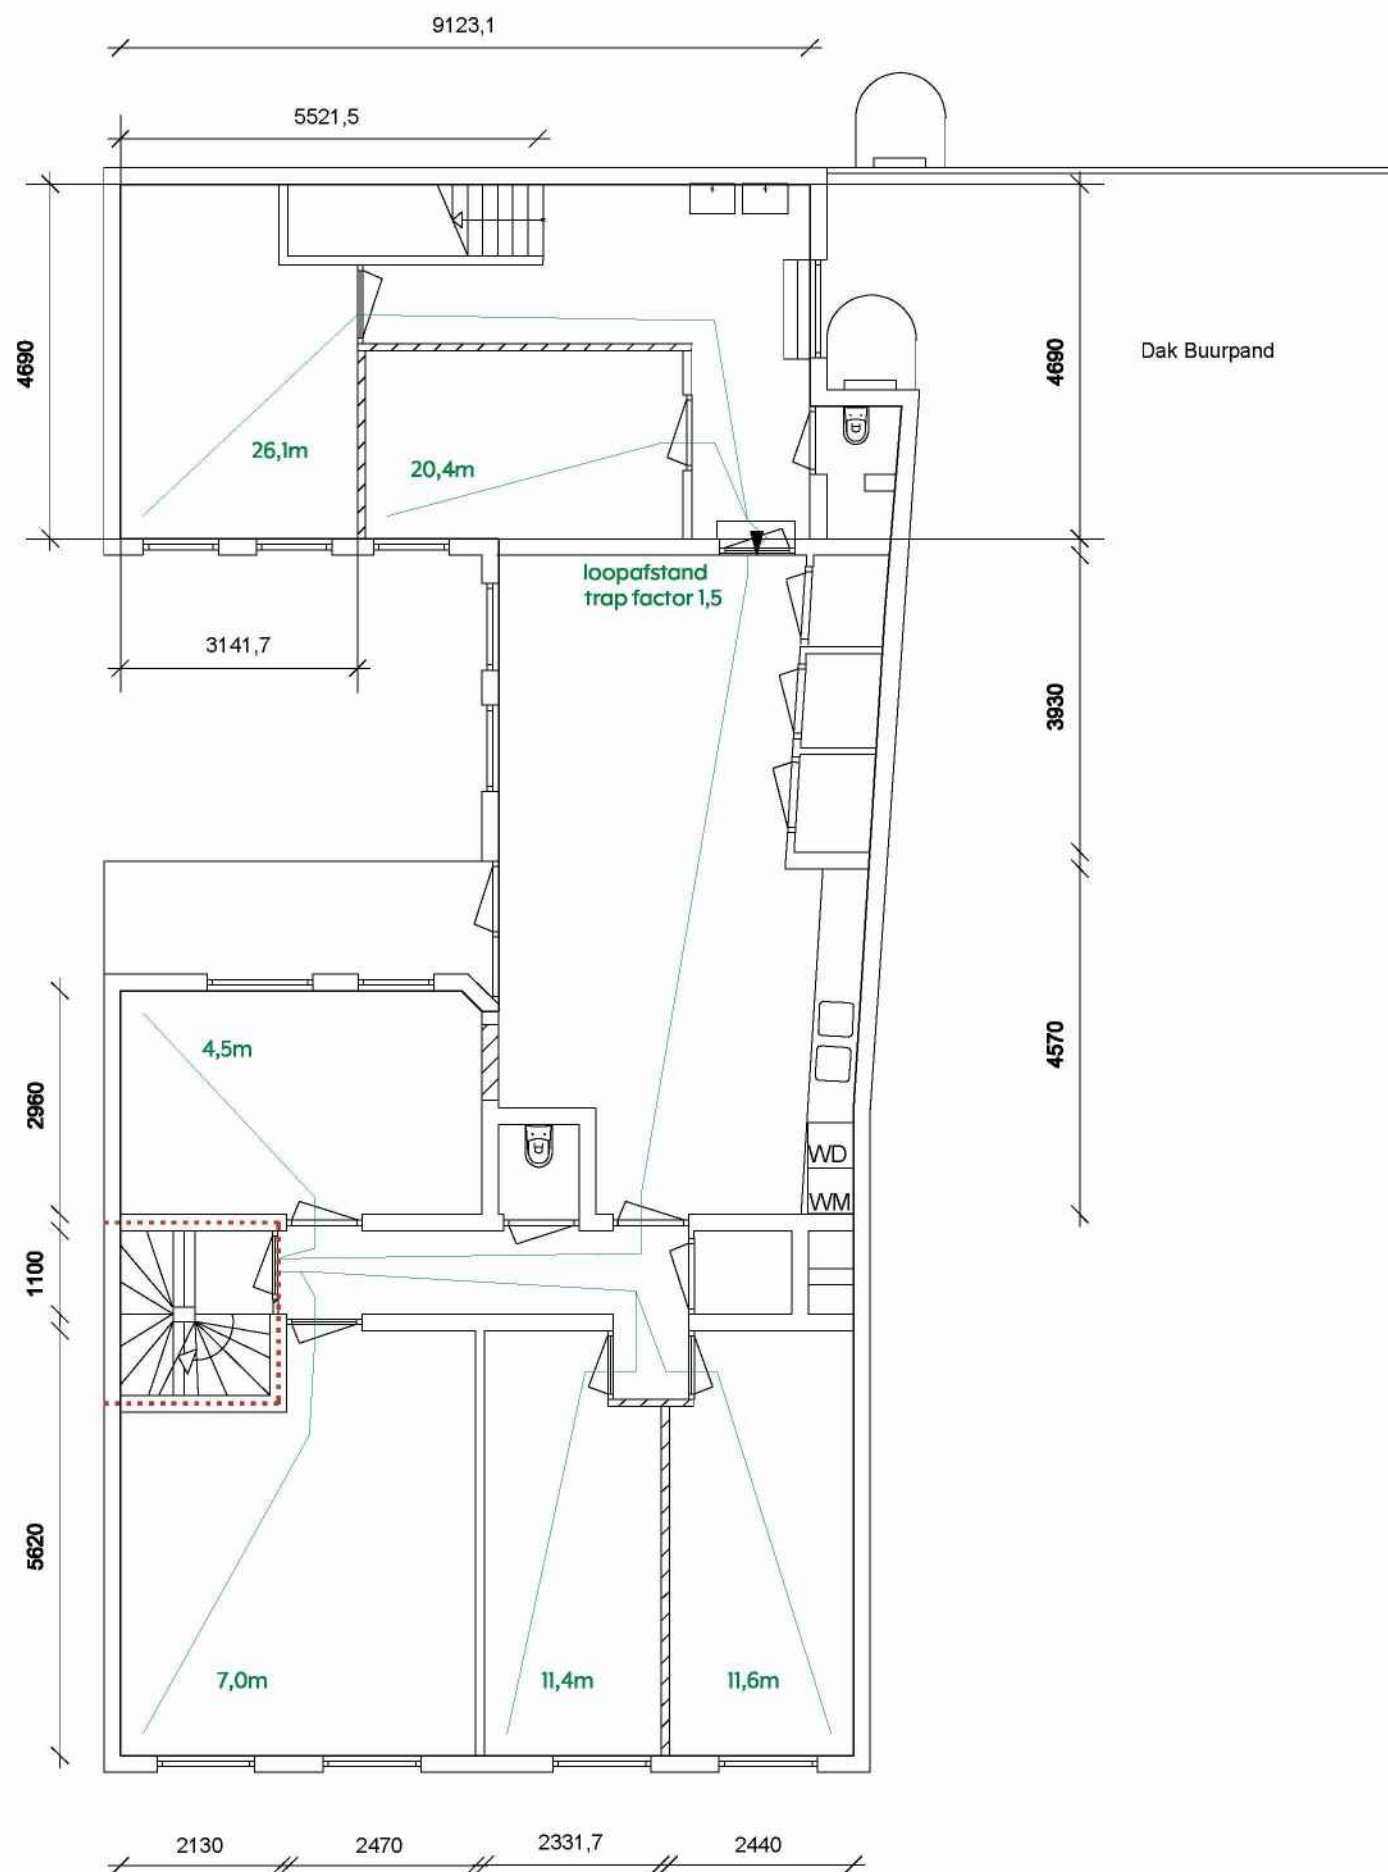 9123,1
5521,5
4690
4690
Dak Buurpand
26,1m
20,4m
loopafstand
trap factor 1,5
3141,7
3930
4,5m
4570
2960
WD
WM
1100
5620
7,0m
11,4m
11,6m
2130
2470
2331,7
2440